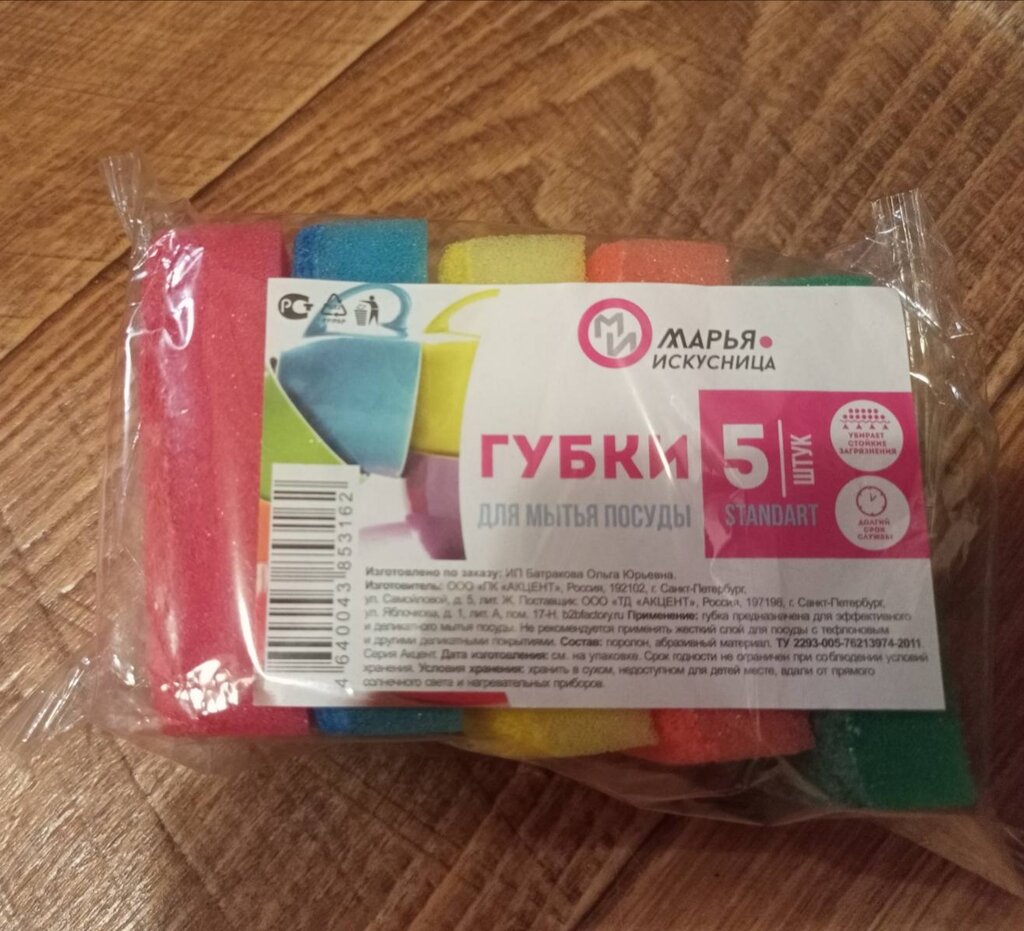 МИ
МАРЬЯ
ИСКУСНИЦА
ГУБКИ
ДЛЯ МЫТЬЯ ПОСУДЫ
5
ШТУК
STANDART
УБИРАЕТ
СТОЙКИЕ
ЗАГРЯЗНЕНИЯ
ДОЛГИЙ
СРОК
СЛУЖБЫ
4 640043 853162
Изготовлено по заказу: ИП Батракова Ольга Юрьевна.
Изготовитель: ООО «ПК «АКЦЕНТ», Россия, 192102, г. Санкт-Петербург,
ул. Самойловой, д. 5, лит. Ж. Поставщик: ООО «ТД «АКЦЕНТ», Россия, 197198, г. Санкт-Петербург,
ул. Яблочкова, д. 1, лит. А, пом. 17-Н. b2bfactory.ru Применение: губка предназначена для эффективного
и деликатного мытья посуды. Не рекомендуется применять жесткий слой для посуды с тефлоновым
и другими деликатными покрытиями. Состав: поролон, абразивный материал. ТУ 2293-005-76213974-2011
Серия Акцент. Дата изготовления: см. на упаковке. Срок годности не ограничен при соблюдении условий
хранения. Условия хранения: хранить в сухом, недоступном для детей месте, вдали от прямого
солнечного света и нагревательных приборов.